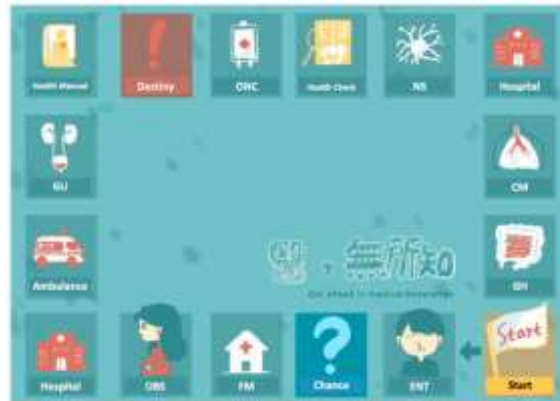 Health Manual
Destiny
ONC
Health Check
NS
Hospital
GU
CM
Ambulance
無所知
GI
Start
Hospital
OBS
FM
Chance
ENT
Start